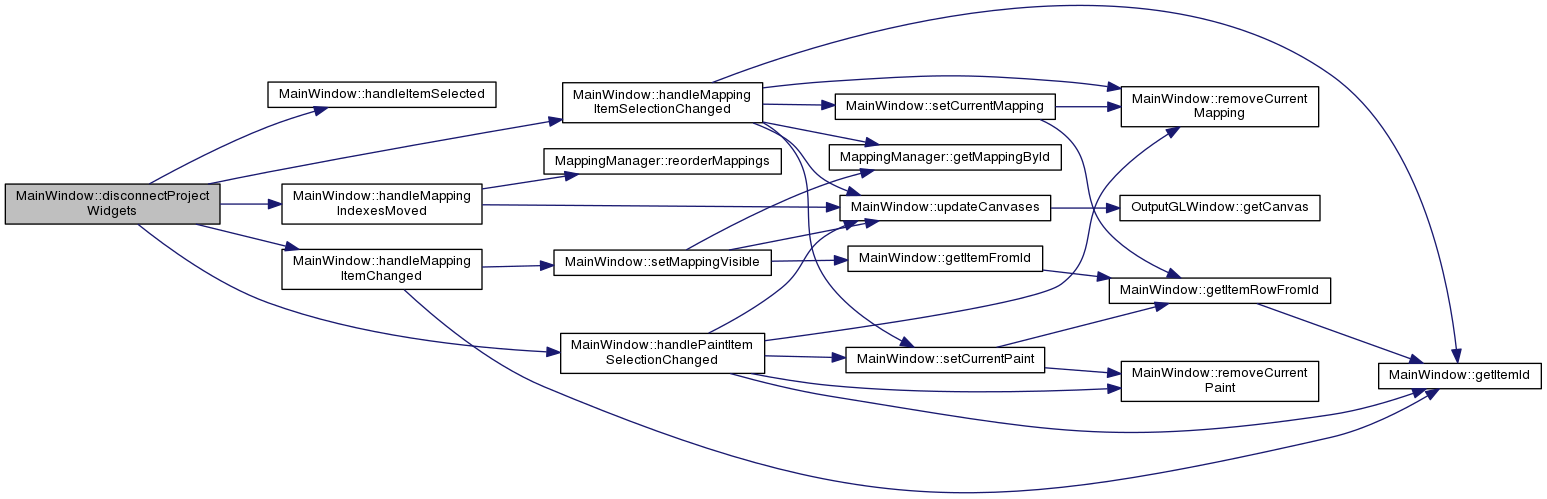 MainWindow::disconnectProject
Widgets
MainWindow::handleItemSelected
MainWindow::handleMapping
ItemSelectionChanged
MainWindow::handleMapping
IndexesMoved
MainWindow::handleMapping
ItemChanged
MainWindow::handlePaintItem
SelectionChanged
MappingManager::reorderMappings
MainWindow::setMappingVisible
MainWindow::setCurrentMapping
MappingManager::getMappingById
MainWindow::updateCanvases
MainWindow::getItemFromId
MainWindow::setCurrentPaint
MainWindow::removeCurrent
Mapping
OutputGLWindow::getCanvas
MainWindow::getItemRowFromId
MainWindow::removeCurrent
Paint
MainWindow::getItemId